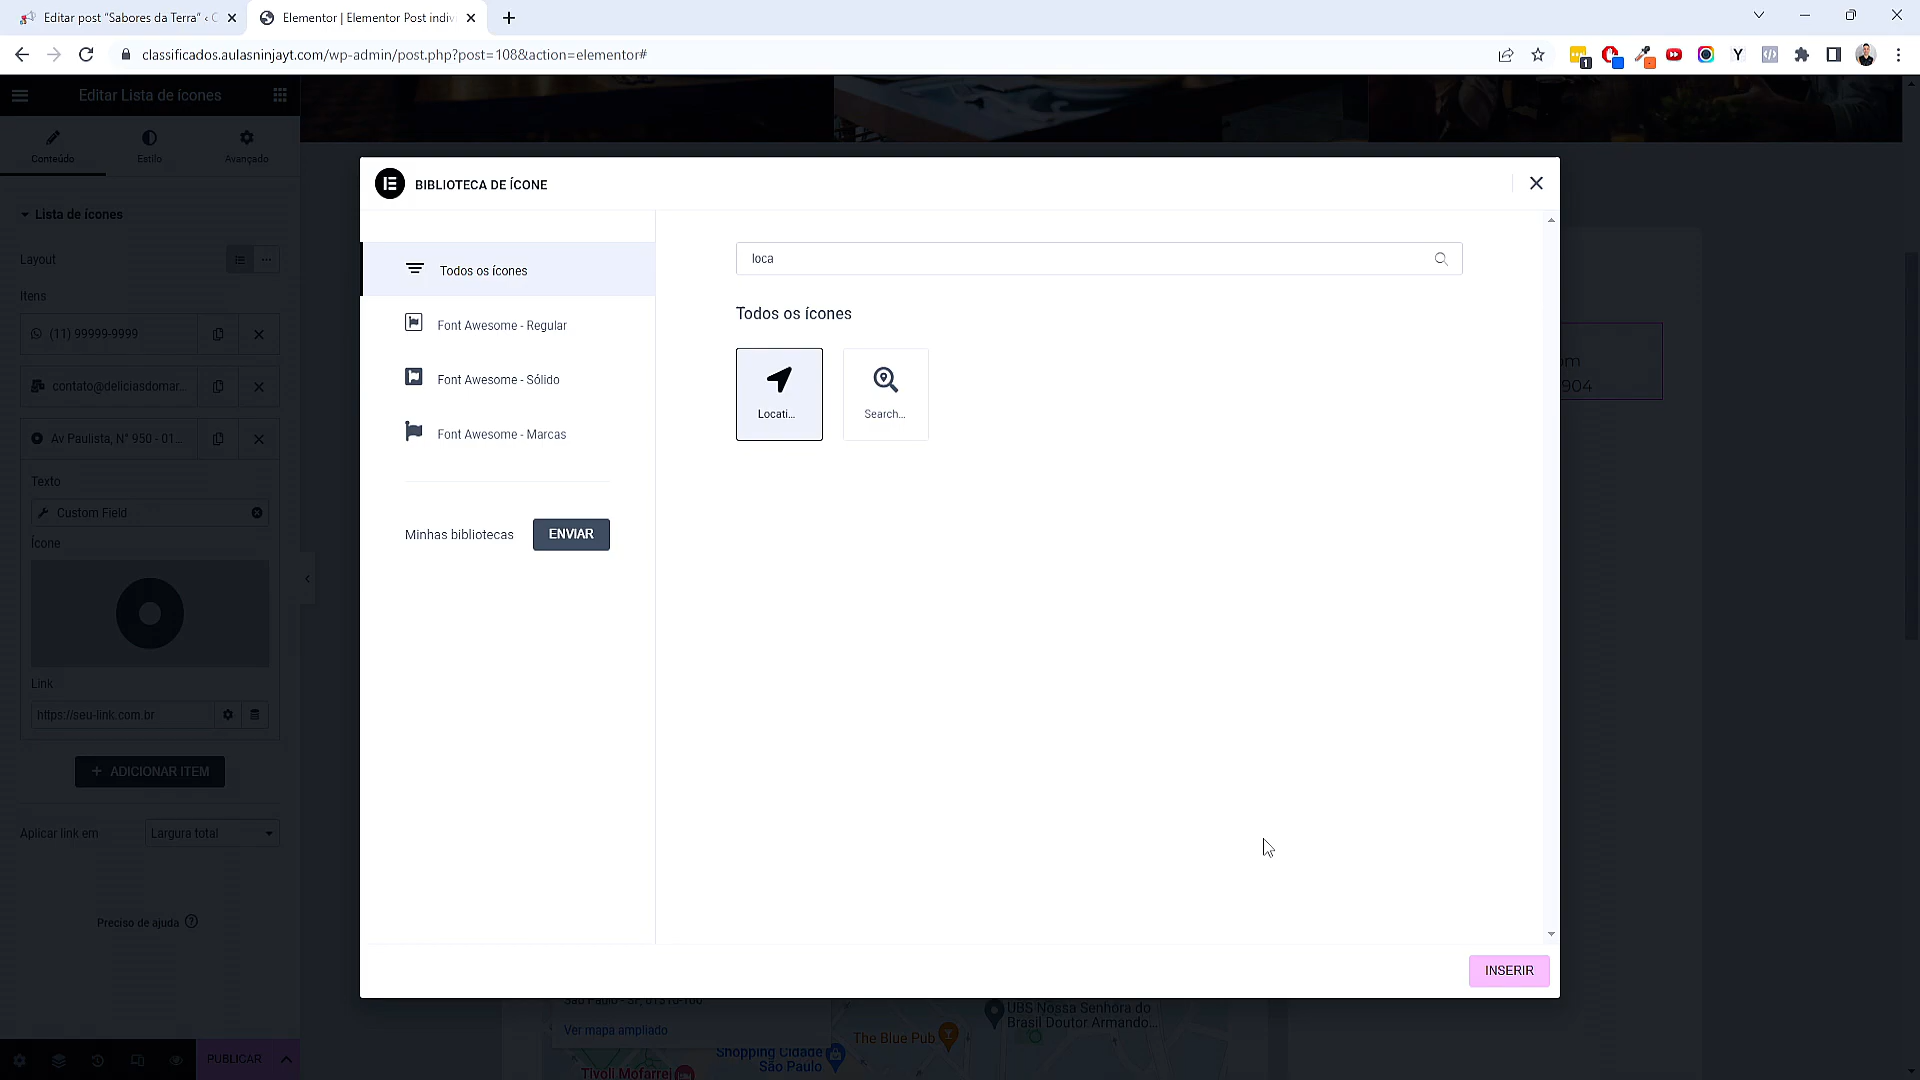 Editar post "Sabores da Terra" ‹ C
Elementor | Elementor Post indiv
classificados.aulasninjayt.com/wp-admin/post.php?post=108&action=elementor#
Editar Lista de ícones
Conteúdo
Estilo
Avançado
Lista de ícones
Layout
Itens
(11) 99999-9999
contato@deliciasdomar...
Av Paulista, N° 950 - 01...
Texto
Custom Field
Ícone
Link
https://seu-link.com.br
ADICIONAR ITEM
Aplicar link em
Largura total
Preciso de ajuda
PUBLICAR
BIBLIOTECA DE ÍCONE
Todos os ícones
Font Awesome - Regular
Font Awesome - Sólido
Font Awesome - Marcas
Minhas bibliotecas
ENVIAR
loca
Todos os ícones
Locati...
Search...
INSERIR
om
904
Ver mapa ampliado
The Blue Pub
UBS Nossa Senhora do
Brasil Doutor Armando...
Shopping Cidade
São Paulo
Tivoli Mofarrej